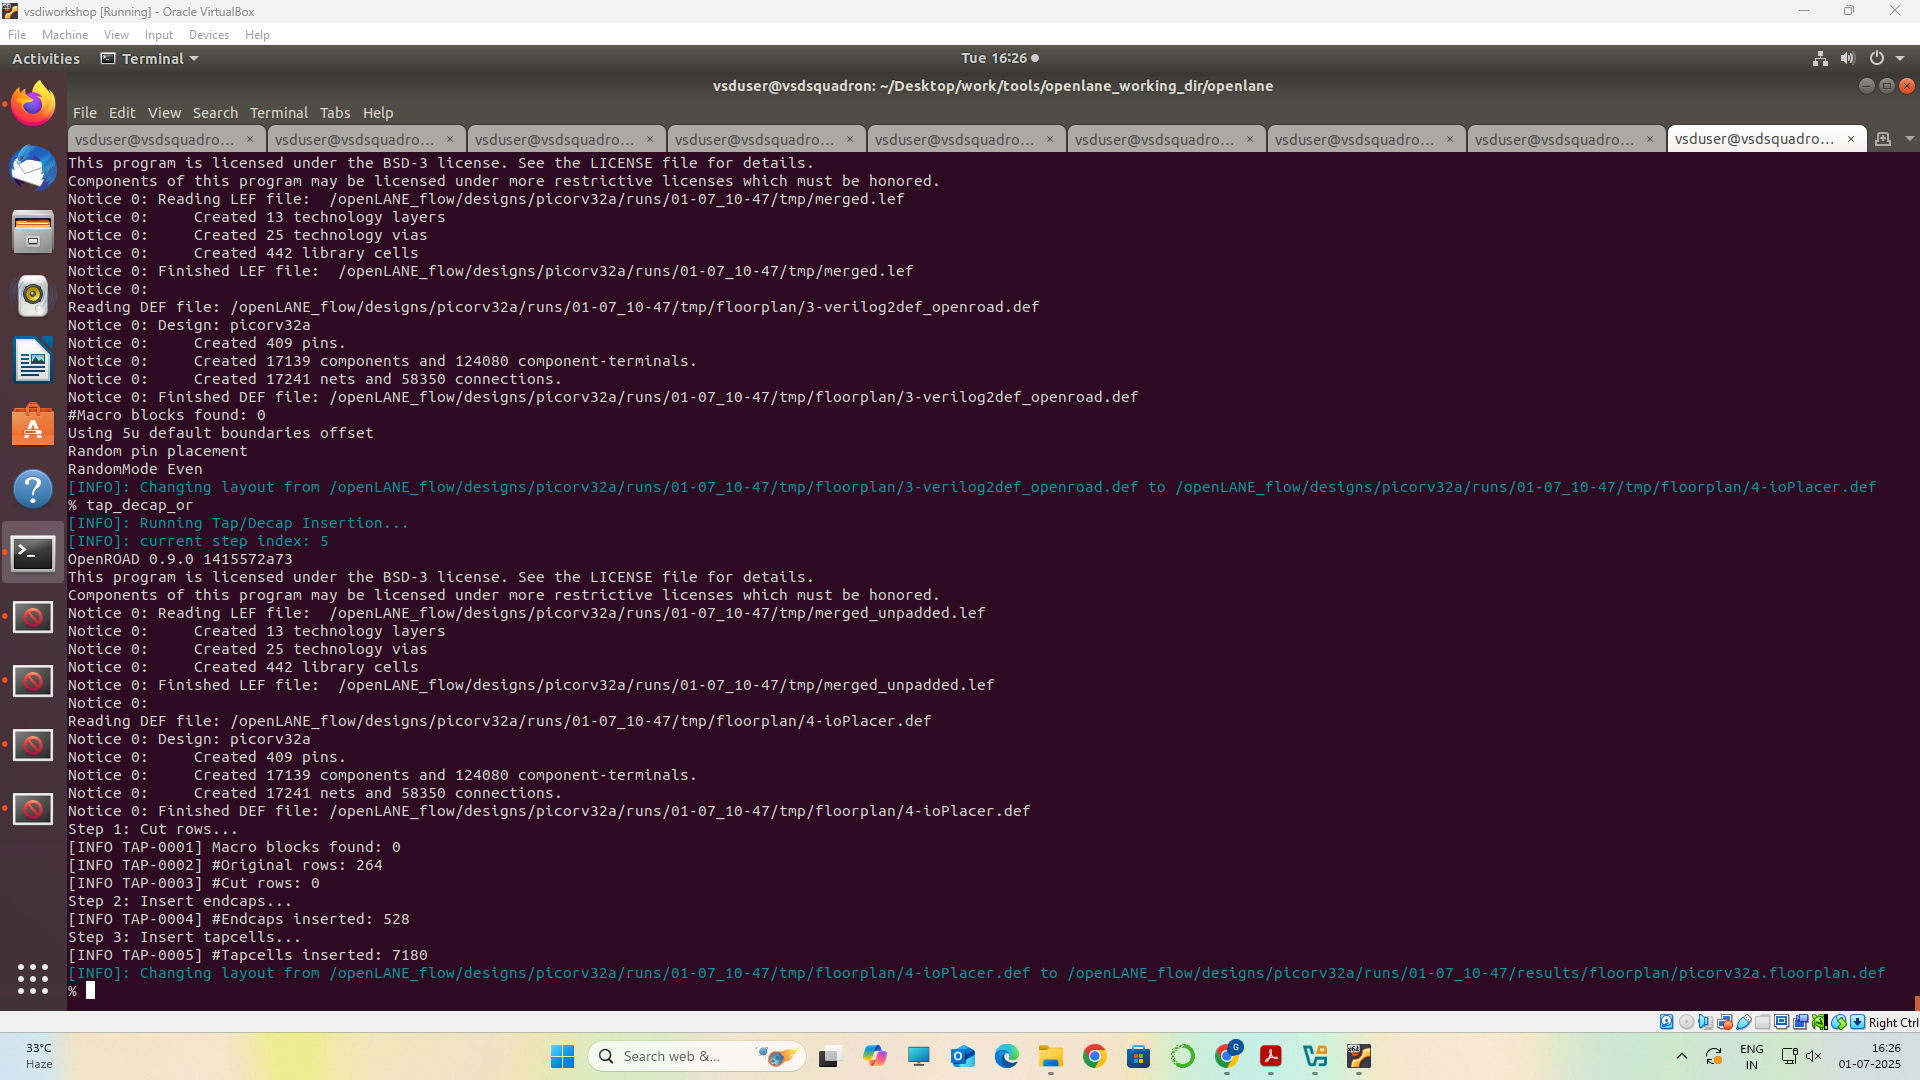 vsdiworkshop [Running] - Oracle VirtualBox
File Machine View Input Devices Help
Activities Terminal Tue 16:26
vsduser@vsdsquadron: ~/Desktop/work/tools/openlane_working_dir/openlane
File Edit View Search Terminal Tabs Help
vsduser@vsdsquadro... × vsduser@vsdsquadro... × vsduser@vsdsquadro... × vsduser@vsdsquadro... × vsduser@vsdsquadro... × vsduser@vsdsquadro... × vsduser@vsdsquadro... × vsduser@vsdsquadro... × vsduser@vsdsquadro... ×
This program is licensed under the BSD-3 license. See the LICENSE file for details.
Components of this program may be licensed under more restrictive licenses which must be honored.
Notice 0: Reading LEF file:  /openLANE_flow/designs/picorv32a/runs/01-07_10-47/tmp/merged.lef
Notice 0:     Created 13 technology layers
Notice 0:     Created 25 technology vias
Notice 0:     Created 442 library cells
Notice 0: Finished LEF file:  /openLANE_flow/designs/picorv32a/runs/01-07_10-47/tmp/merged.lef
Notice 0:
Reading DEF file: /openLANE_flow/designs/picorv32a/runs/01-07_10-47/tmp/floorplan/3-verilog2def_openroad.def
Notice 0: Design: picorv32a
Notice 0:     Created 409 pins.
Notice 0:     Created 17139 components and 124080 component-terminals.
Notice 0:     Created 17241 nets and 58350 connections.
Notice 0: Finished DEF file: /openLANE_flow/designs/picorv32a/runs/01-07_10-47/tmp/floorplan/3-verilog2def_openroad.def
#Macro blocks found: 0
Using 5u default boundaries offset
Random pin placement
RandomMode Even
[INFO]: Changing layout from /openLANE_flow/designs/picorv32a/runs/01-07_10-47/tmp/floorplan/3-verilog2def_openroad.def to /openLANE_flow/designs/picorv32a/runs/01-07_10-47/tmp/floorplan/4-ioPlacer.def
% tap_decap_or
[INFO]: Running Tap/Decap Insertion...
[INFO]: current step index: 5
OpenROAD 0.9.0 1415572a73
This program is licensed under the BSD-3 license. See the LICENSE file for details.
Components of this program may be licensed under more restrictive licenses which must be honored.
Notice 0: Reading LEF file:  /openLANE_flow/designs/picorv32a/runs/01-07_10-47/tmp/merged_unpadded.lef
Notice 0:     Created 13 technology layers
Notice 0:     Created 25 technology vias
Notice 0:     Created 442 library cells
Notice 0: Finished LEF file:  /openLANE_flow/designs/picorv32a/runs/01-07_10-47/tmp/merged_unpadded.lef
Notice 0:
Reading DEF file: /openLANE_flow/designs/picorv32a/runs/01-07_10-47/tmp/floorplan/4-ioPlacer.def
Notice 0: Design: picorv32a
Notice 0:     Created 409 pins.
Notice 0:     Created 17139 components and 124080 component-terminals.
Notice 0:     Created 17241 nets and 58350 connections.
Notice 0: Finished DEF file: /openLANE_flow/designs/picorv32a/runs/01-07_10-47/tmp/floorplan/4-ioPlacer.def
Step 1: Cut rows...
[INFO TAP-0001] Macro blocks found: 0
[INFO TAP-0002] #Original rows: 264
[INFO TAP-0003] #Cut rows: 0
Step 2: Insert endcaps...
[INFO TAP-0004] #Endcaps inserted: 528
Step 3: Insert tapcells...
[INFO TAP-0005] #Tapcells inserted: 7180
[INFO]: Changing layout from /openLANE_flow/designs/picorv32a/runs/01-07_10-47/tmp/floorplan/4-ioPlacer.def to /openLANE_flow/designs/picorv32a/runs/01-07_10-47/results/floorplan/picorv32a.floorplan.def
%
Right Ctrl
33°C
Haze
Search web &...
ENG
IN
16:26
01-07-2025